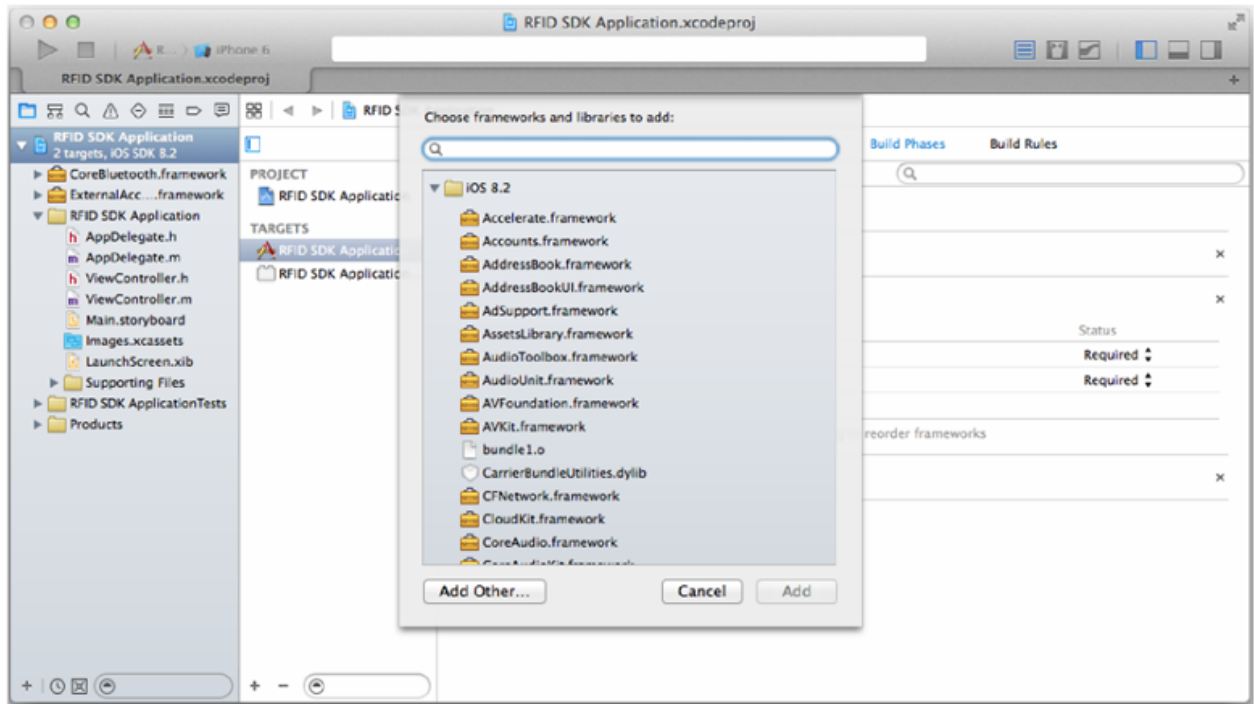 RFID SDK Application.xcodeproj
R... iPhone 6
RFID SDK Application.xcodeproj
RFID SDK Application
2 targets, iOS SDK 8.2
CoreBluetooth.framework
ExternalAcc....framework
RFID SDK Application
h AppDelegate.h
m AppDelegate.m
h ViewController.h
m ViewController.m
Main.storyboard
Images.xcassets
LaunchScreen.xib
Supporting Files
RFID SDK ApplicationTests
Products
RFID S
PROJECT
RFID SDK Applicatio
TARGETS
RFID SDK Applicatio
RFID SDK Applicatio
Choose frameworks and libraries to add:
iOS 8.2
Accelerate.framework
Accounts.framework
AddressBook.framework
AddressBookUI.framework
AdSupport.framework
AssetsLibrary.framework
AudioToolbox.framework
AudioUnit.framework
AVFoundation.framework
AVKit.framework
bundle1.o
CarrierBundleUtilities.dylib
CFNetwork.framework
CloudKit.framework
CoreAudio.framework
CoreAudioKit.framework
Add Other...
Cancel
Add
Build Phases
Build Rules
Status
Required
Required
reorder frameworks